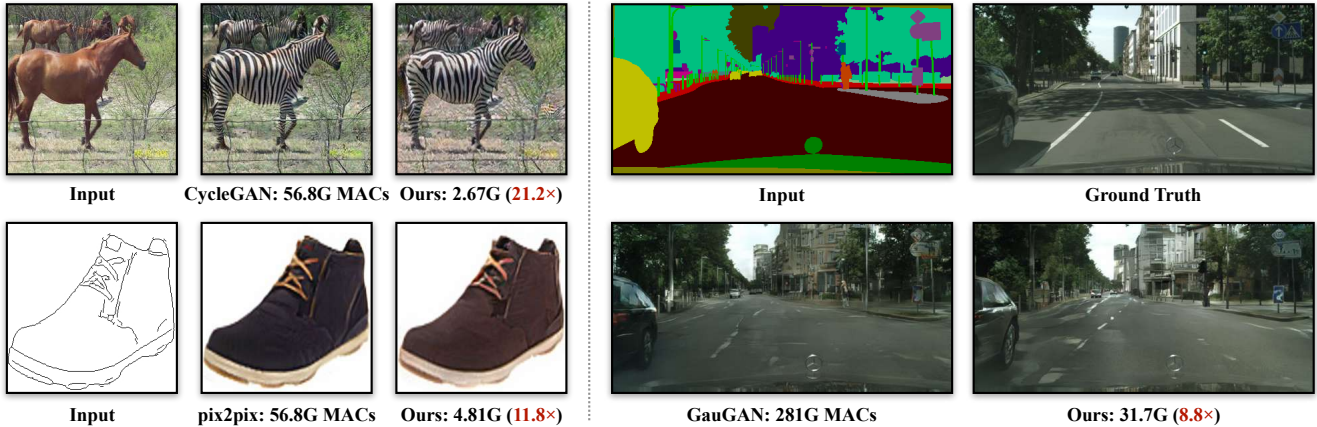 Input
CycleGAN: 56.8G MACs
Ours: 2.67G (21.2×)
Input
Ground Truth
Input
pix2pix: 56.8G MACs
Ours: 4.81G (11.8×)
GauGAN: 281G MACs
Ours: 31.7G (8.8×)